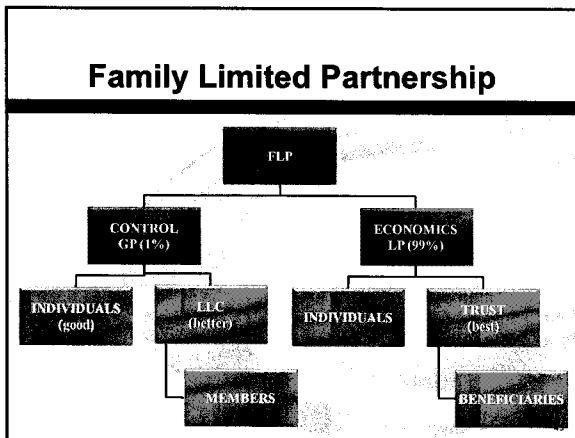 Family Limited Partnership
FLP
CONTROL
GP (1%)
ECONOMICS
LP (99%)
INDIVIDUALS
(good)
LLC
(better)
INDIVIDUALS
TRUST
(best)
MEMBERS
BENEFICIARIES